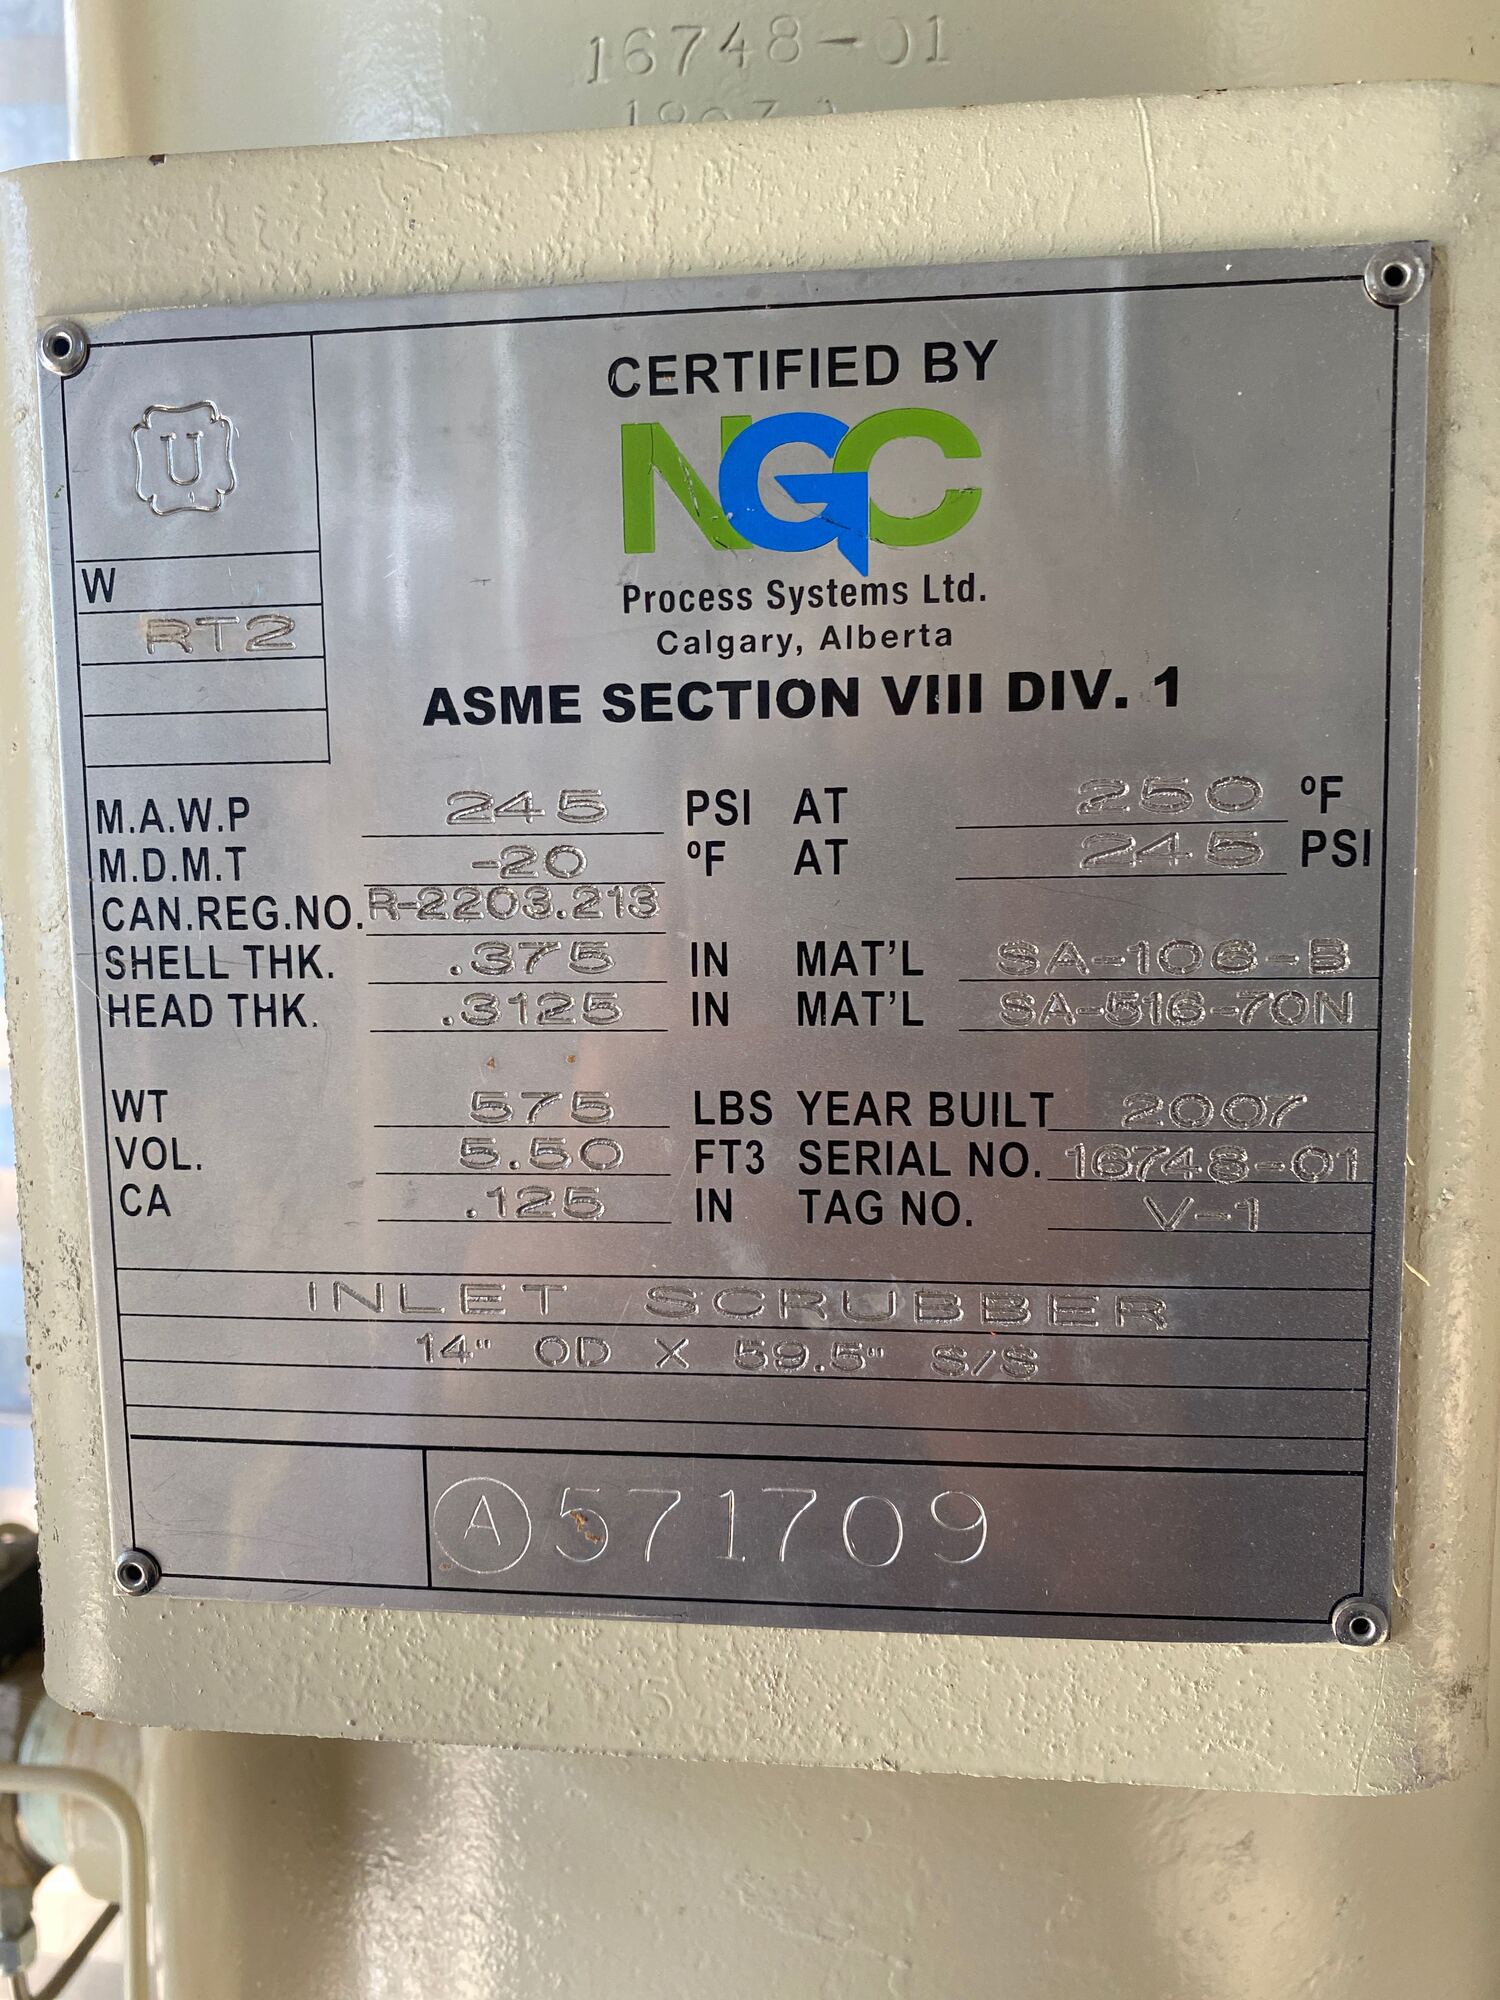 16748-01
U
CERTIFIED BY
NGC
Process Systems Ltd.
Calgary, Alberta
ASME SECTION VIII DIV. 1
W
RT2
M.A.W.P 245 PSI AT 250 ºF
M.D.M.T -20 ºF AT 245 PSI
CAN.REG.NO. R-2203.213
SHELL THK. .375 IN MAT'L SA-106-B
HEAD THK. .3125 IN MAT'L SA-516-70N
WT 575 LBS YEAR BUILT 2007
VOL. 5.50 FT3 SERIAL NO. 16748-01
CA .125 IN TAG NO. V-1
INLET SCRUBBER
14" OD X 59.5" S/S
A 571709